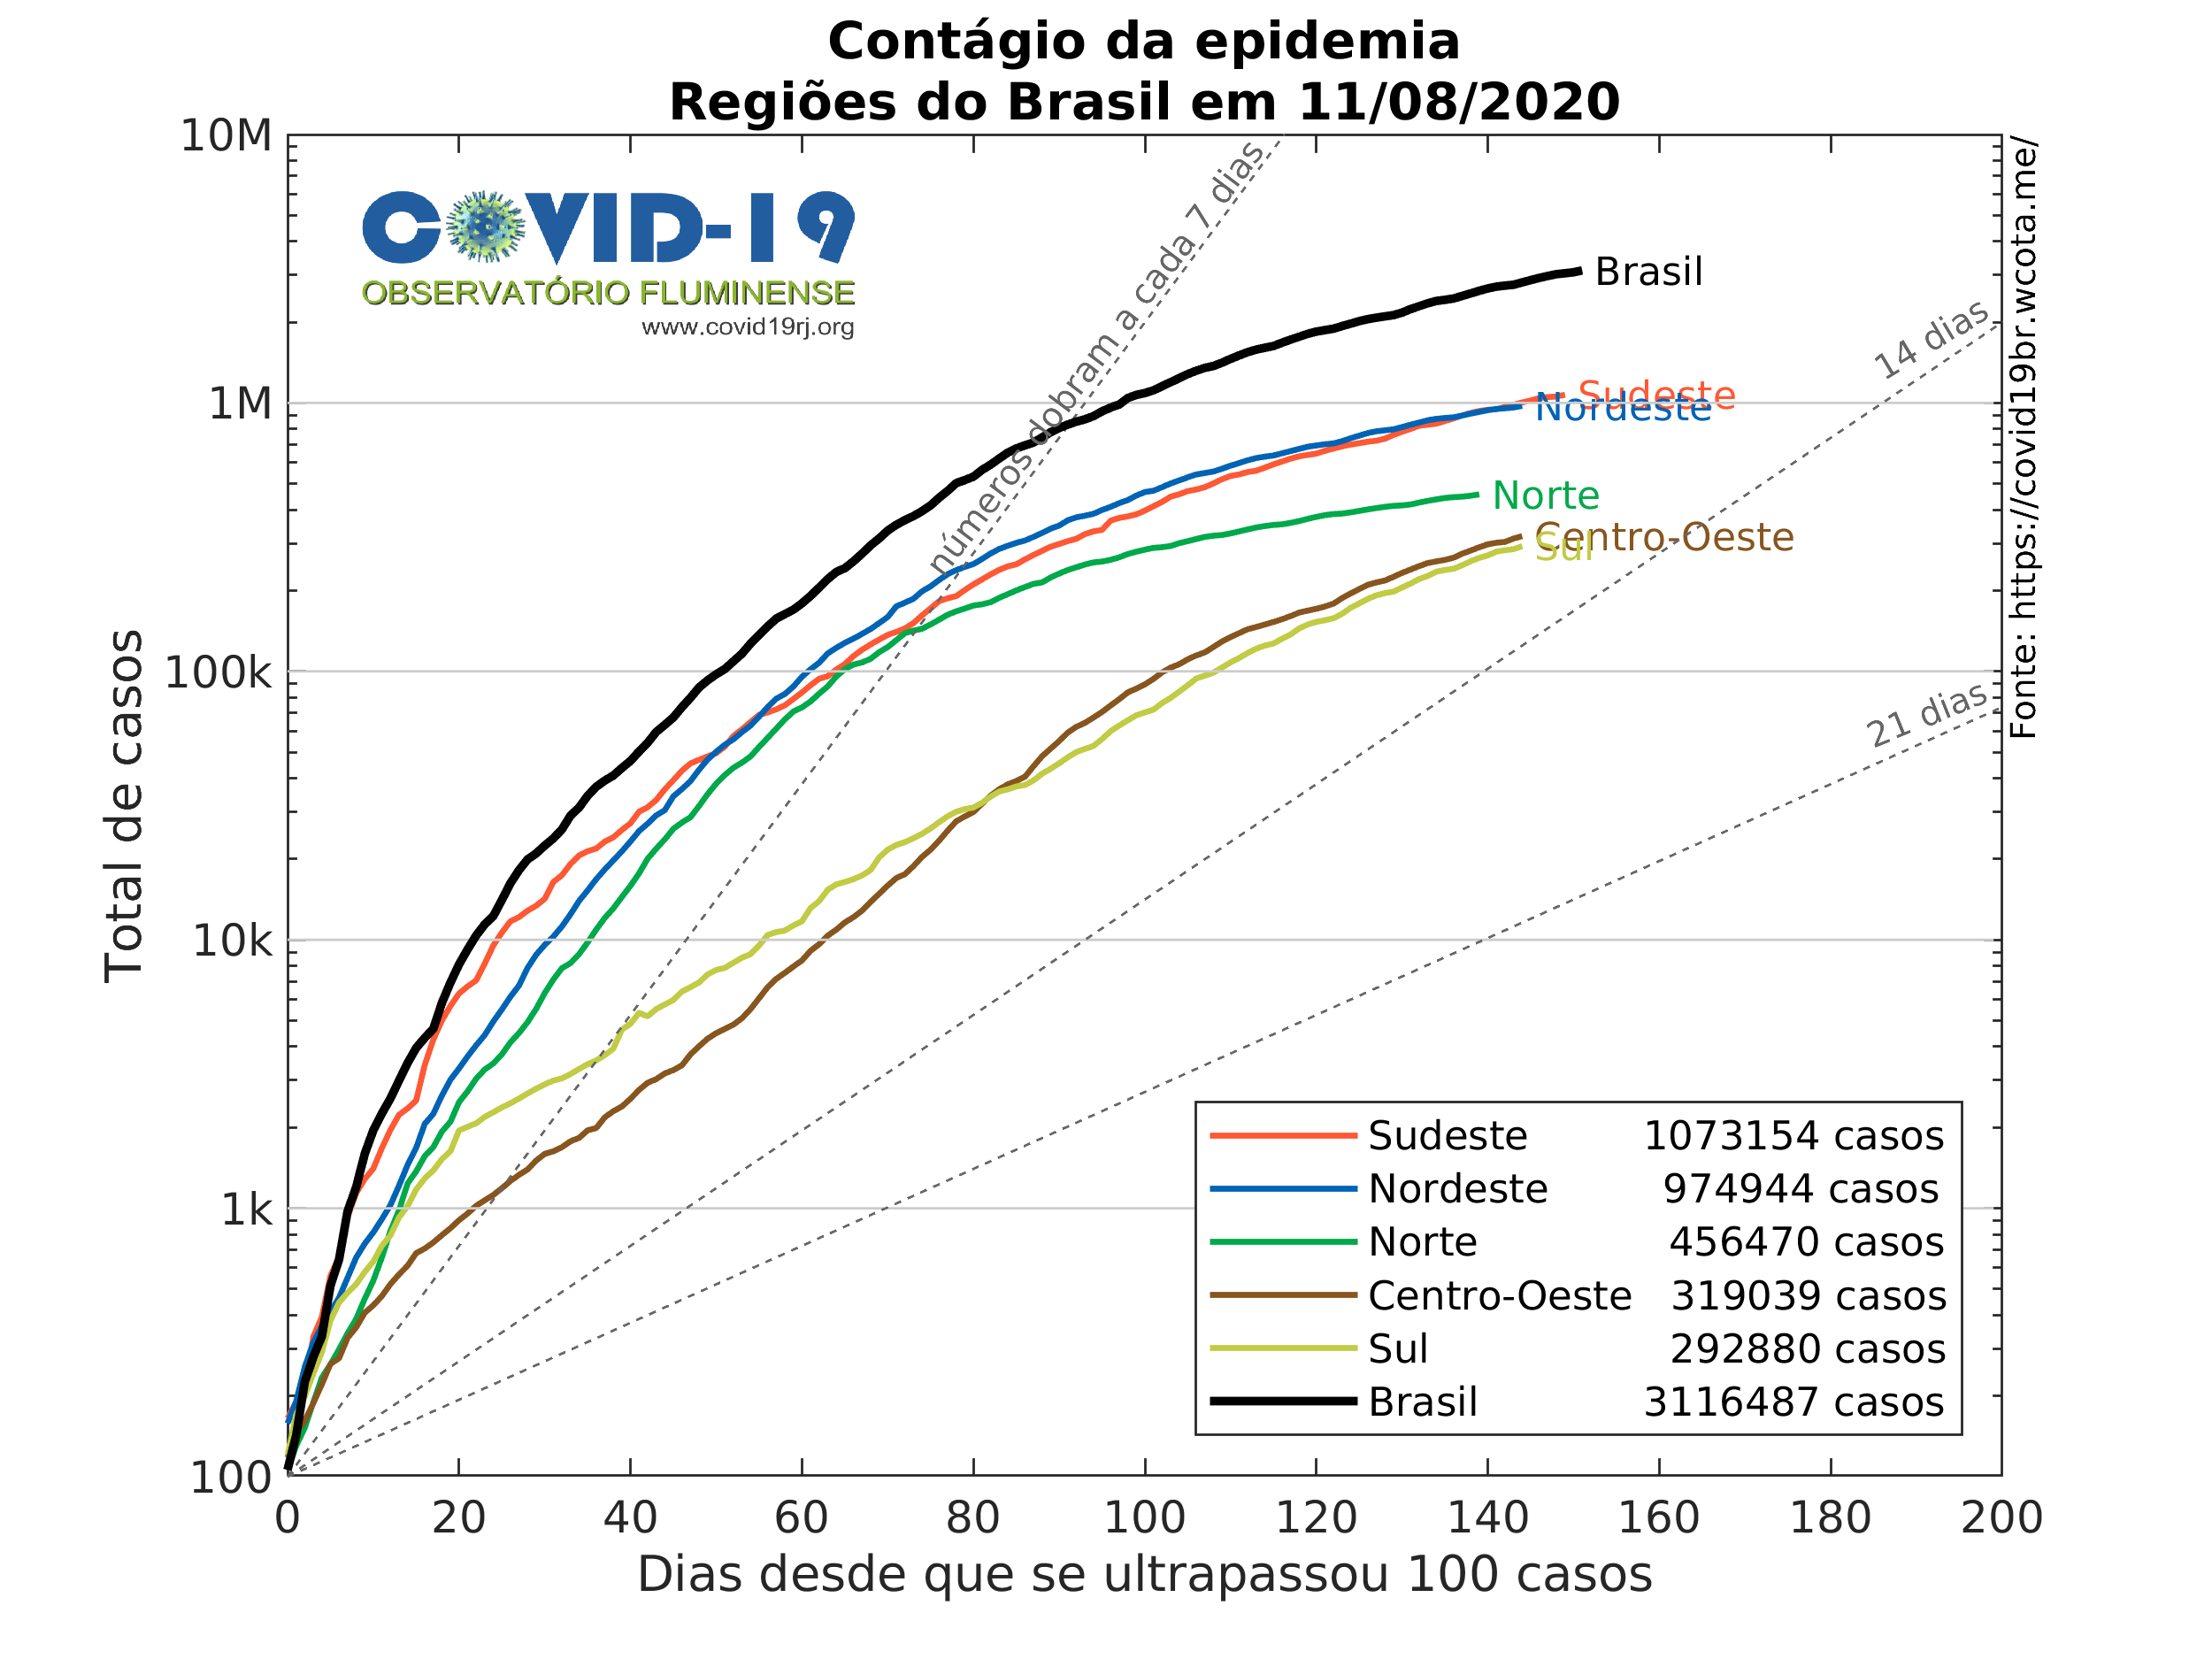 Contágio da epidemia
Regiões do Brasil em 11/08/2020
COVID-19
OBSERVATÓRIO FLUMINENSE
www.covid19rj.org
Total de casos
10M
1M
100k
10k
1k
100
números dobram a cada 7 dias
14 dias
21 dias
Brasil
Sudeste
Nordeste
Norte
Centro-Oeste
Sul
Fonte: https://covid19br.wcota.me/
Sudeste 1073154 casos
Nordeste 974944 casos
Norte 456470 casos
Centro-Oeste 319039 casos
Sul 292880 casos
Brasil 3116487 casos
0 20 40 60 80 100 120 140 160 180 200
Dias desde que se ultrapassou 100 casos